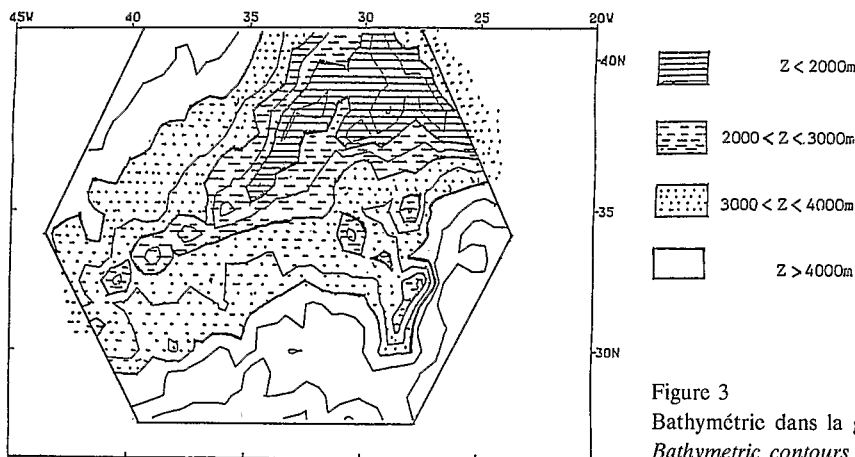 45W 40 35 30 25 20W
40N
35
30N
Z < 2000m
2000 < Z < 3000m
3000 < Z < 4000m
Z > 4000m
Figure 3
Bathymétrie dans la
Bathymetric contours